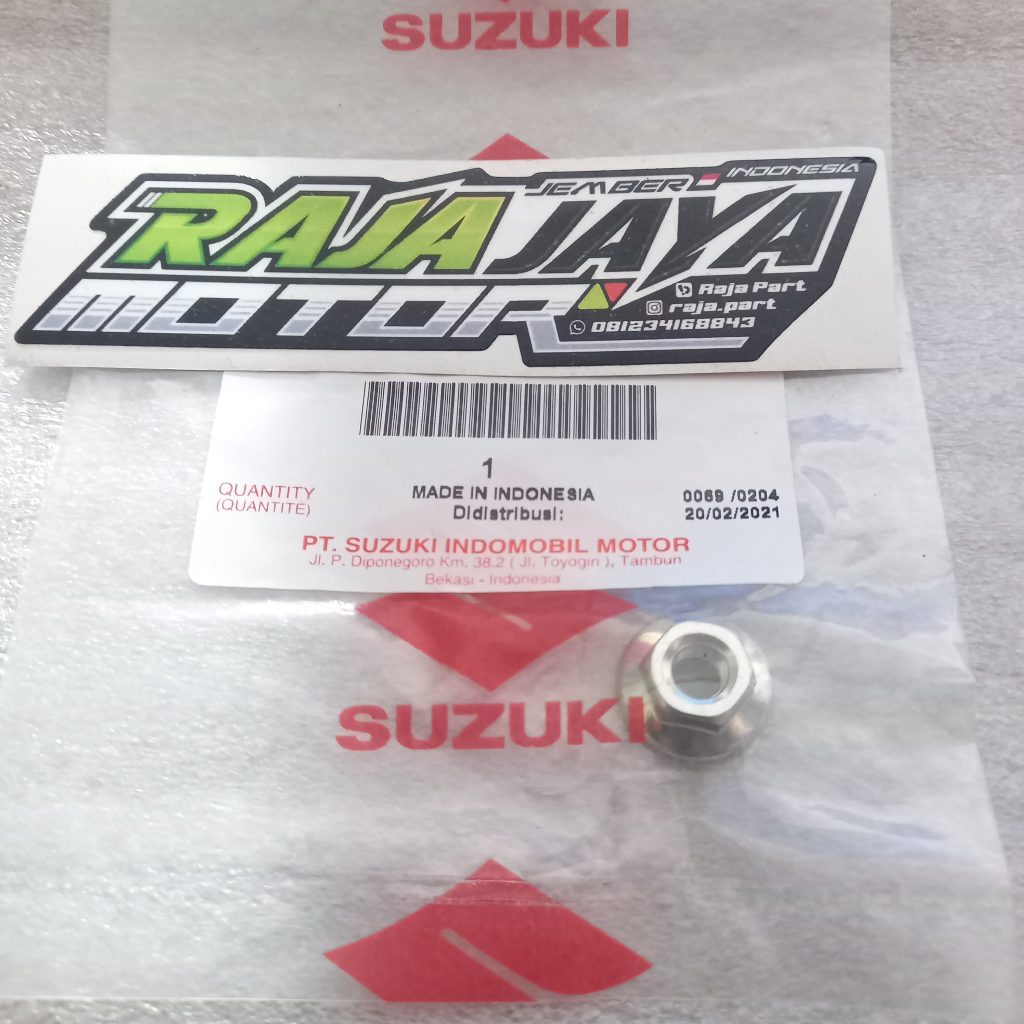 SUZUKI
JEMBER INDONESIA
RAJA JAYA
MOTOR
Raja Part
raja.part
081234168843
1
QUANTITY
(QUANTITÉ)
MADE IN INDONESIA
Didistribusi:
0069 /0204
20/02/2021
PT. SUZUKI INDOMOBIL MOTOR
Jl. P. Diponegoro Km. 38.2 ( Jl. Toyogiri ), Tambun
Bekasi - Indonesia
SUZUKI